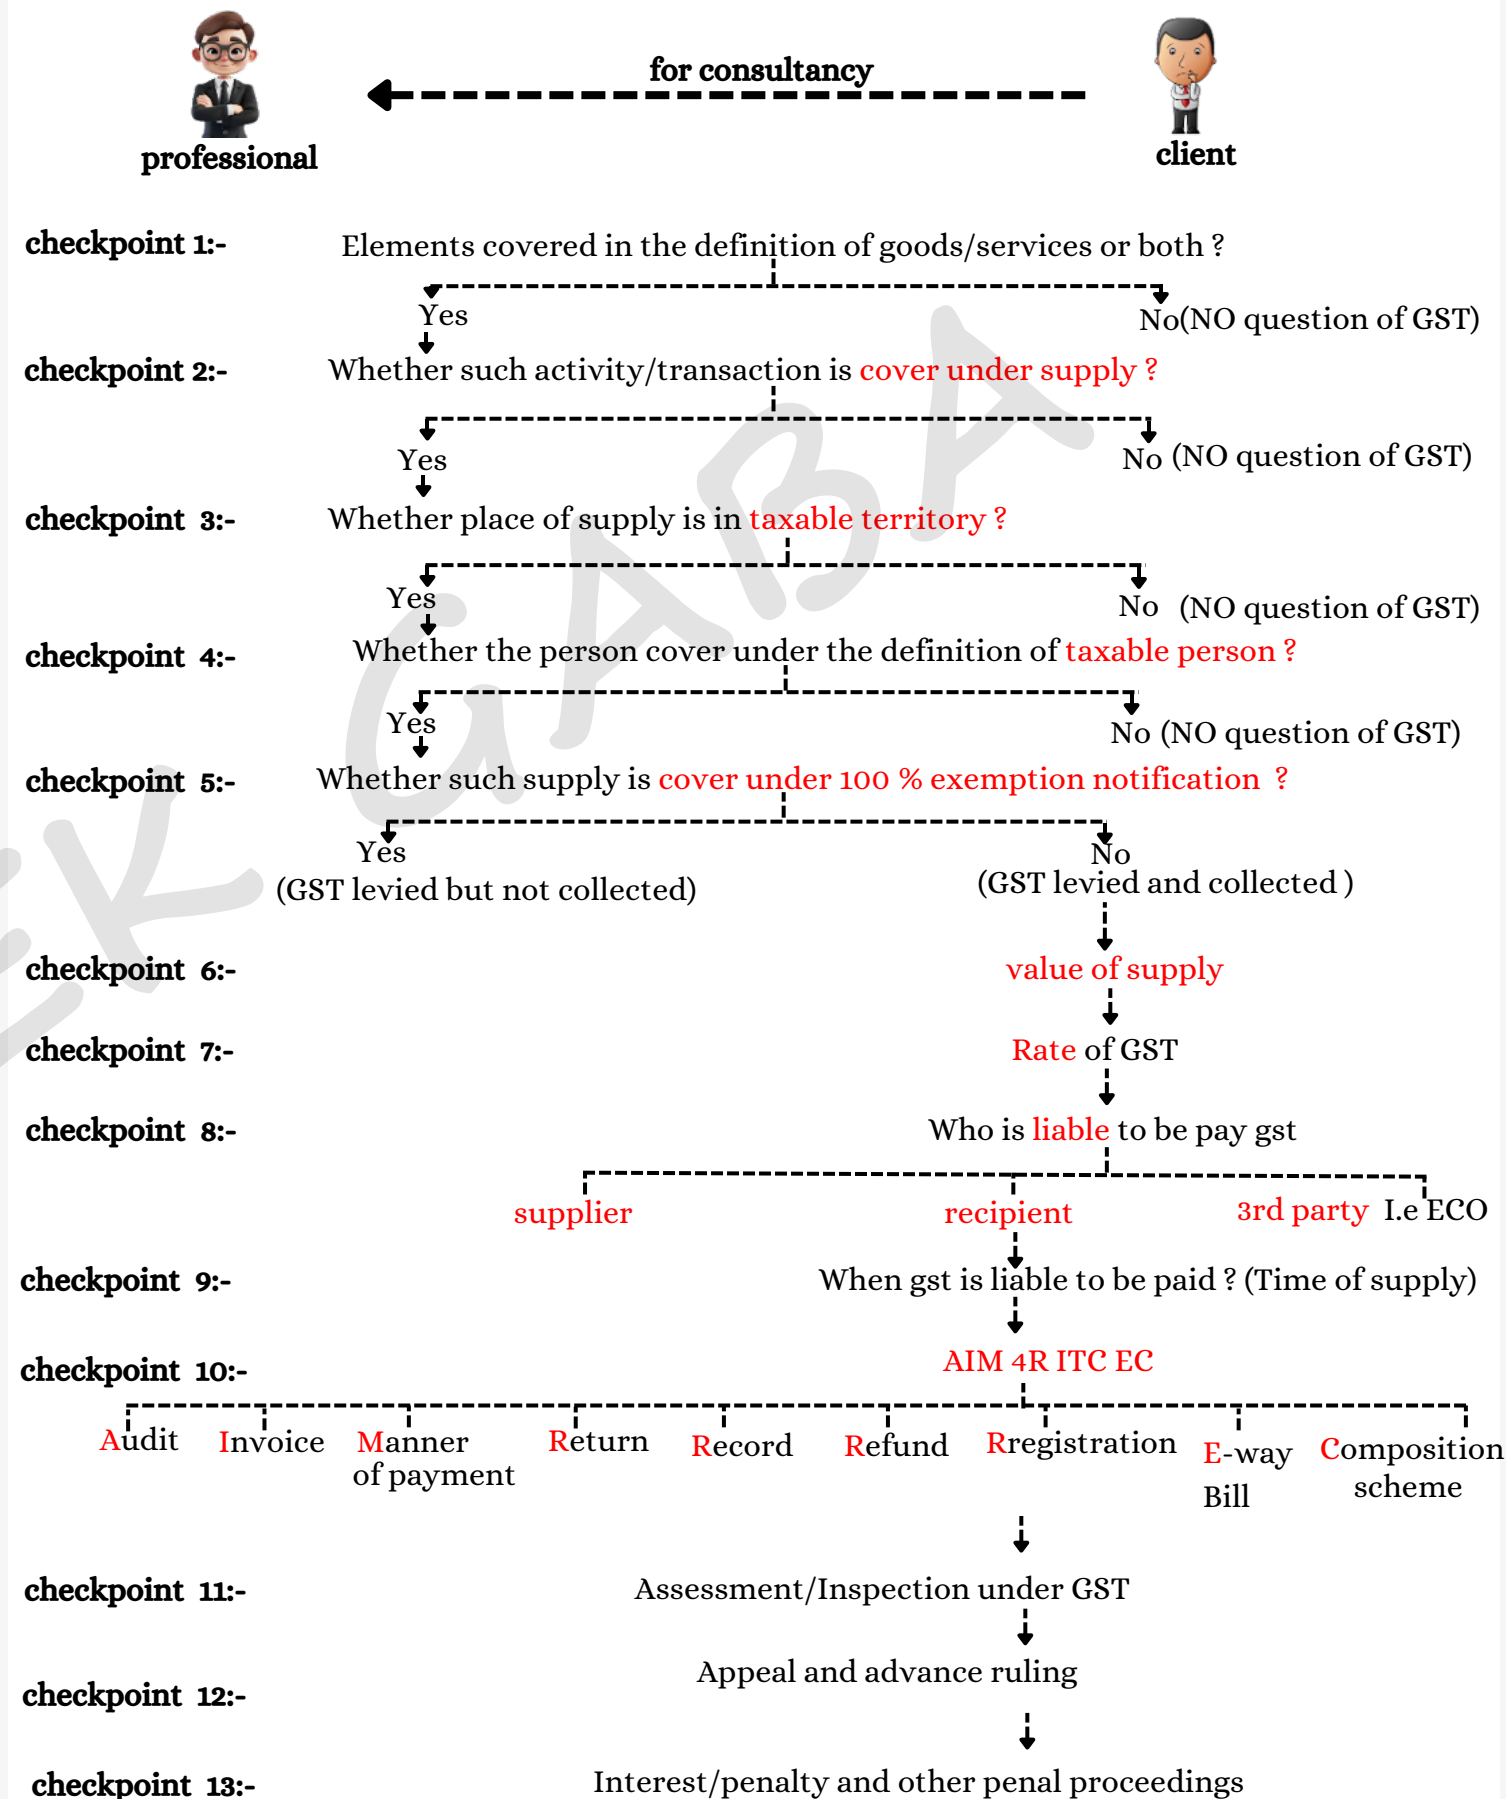 for consultancy
professional
client
checkpoint 1:-
Elements covered in the definition of goods/services or both ?
Yes
No(NO question of GST)
checkpoint 2:-
Whether such activity/transaction is cover under supply ?
Yes
No (NO question of GST)
checkpoint 3:-
Whether place of supply is in taxable territory ?
Yes
No (NO question of GST)
checkpoint 4:-
Whether the person cover under the definition of taxable person ?
Yes
No (NO question of GST)
checkpoint 5:-
Whether such supply is cover under 100 % exemption notification ?
Yes
(GST levied but not collected)
No
(GST levied and collected )
checkpoint 6:-
value of supply
checkpoint 7:-
Rate of GST
checkpoint 8:-
Who is liable to be pay gst
supplier
recipient
3rd party I.e ECO
checkpoint 9:-
When gst is liable to be paid ? (Time of supply)
checkpoint 10:-
AIM 4R ITC EC
Audit
Invoice
Manner
of payment
Return
Record
Refund
Rregistration
E-way
Bill
Composition
scheme
checkpoint 11:-
Assessment/Inspection under GST
checkpoint 12:-
Appeal and advance ruling
checkpoint 13:-
Interest/penalty and other penal proceedings
EK GABA